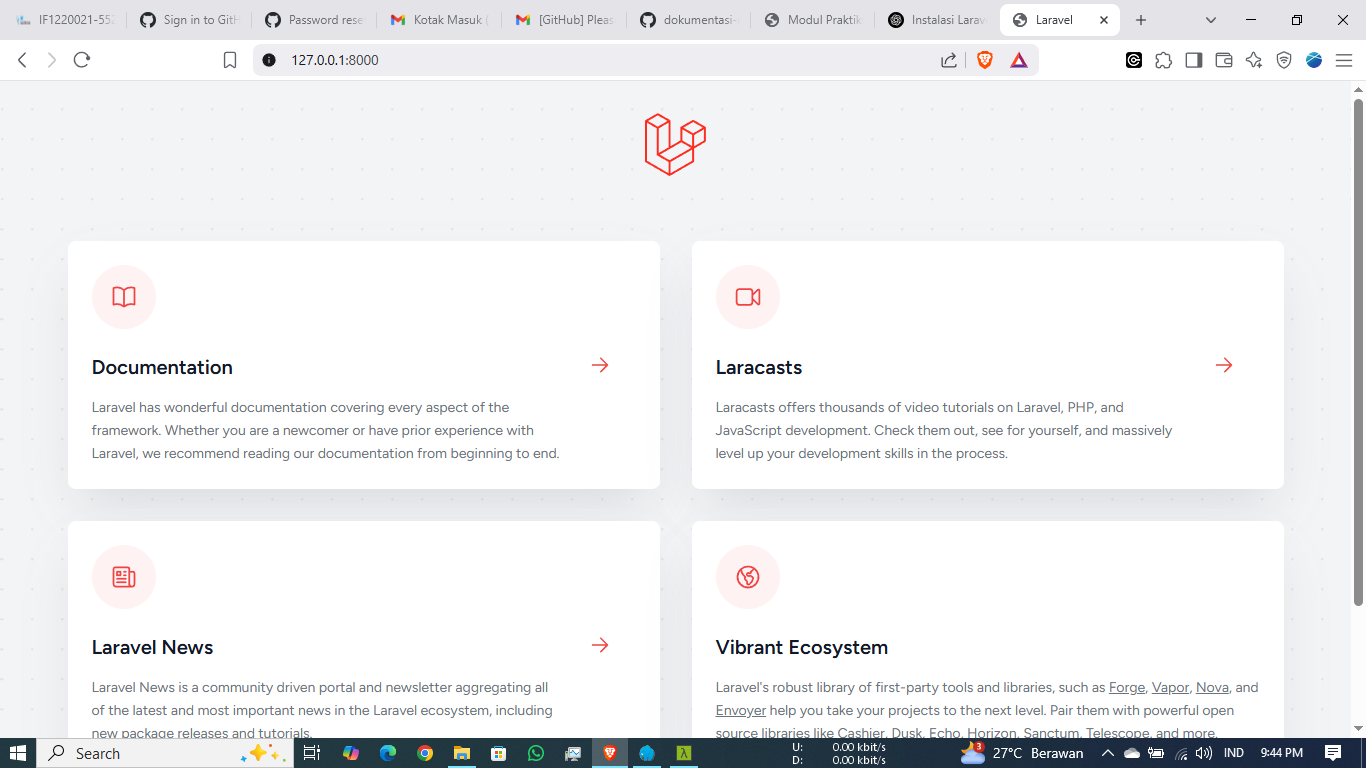 IF1220021-552
Sign in to GitH
Password rese
Kotak Masuk (
[GitHub] Pleas
dokumentasi-
Modul Praktik
Instalasi Larav
Laravel
127.0.0.1:8000
Documentation
Laravel has wonderful documentation covering every aspect of the
framework. Whether you are a newcomer or have prior experience with
Laravel, we recommend reading our documentation from beginning to end.
Laracasts
Laracasts offers thousands of video tutorials on Laravel, PHP, and
JavaScript development. Check them out, see for yourself, and massively
level up your development skills in the process.
Laravel News
Laravel News is a community driven portal and newsletter aggregating all
of the latest and most important news in the Laravel ecosystem, including
new package releases and tutorials.
Vibrant Ecosystem
Laravel's robust library of first-party tools and libraries, such as Forge, Vapor, Nova, and
Envoyer help you take your projects to the next level. Pair them with powerful open
source libraries like Cashier, Dusk, Echo, Horizon, Sanctum, Telescope, and more.
Search
U: 0.00 kbit/s
D: 0.00 kbit/s
3
27°C Berawan
IND
9:44 PM